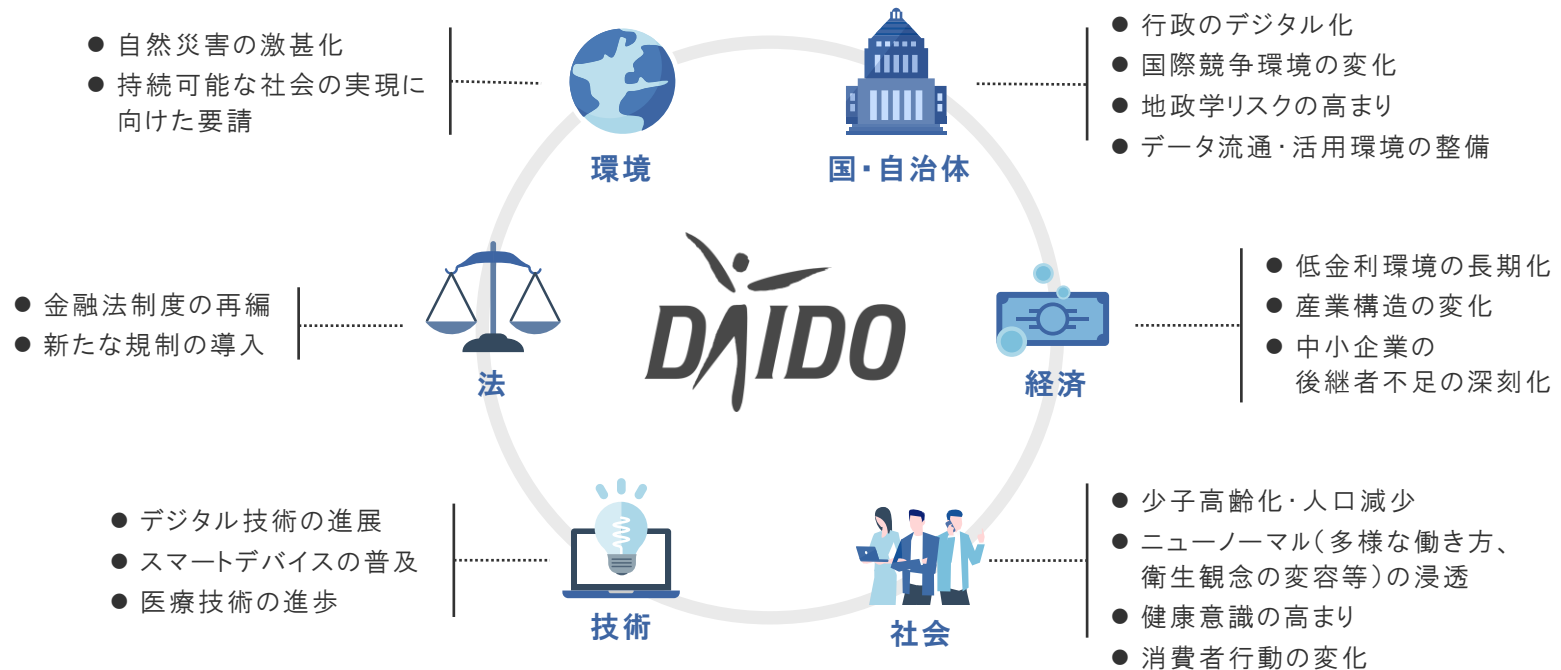 ● 自然災害の激甚化
● 持続可能な社会の実現に
向けた要請
環境
国・自治体
● 行政のデジタル化
● 国際競争環境の変化
● 地政学リスクの高まり
● データ流通・活用環境の整備
● 金融法制度の再編
● 新たな規制の導入
法
DAIDO
経済
● 低金利環境の長期化
● 産業構造の変化
● 中小企業の
後継者不足の深刻化
● デジタル技術の進展
● スマートデバイスの普及
● 医療技術の進歩
技術
社会
● 少子高齢化・人口減少
● ニューノーマル(多様な働き方、
衛生観念の変容等)の浸透
● 健康意識の高まり
● 消費者行動の変化